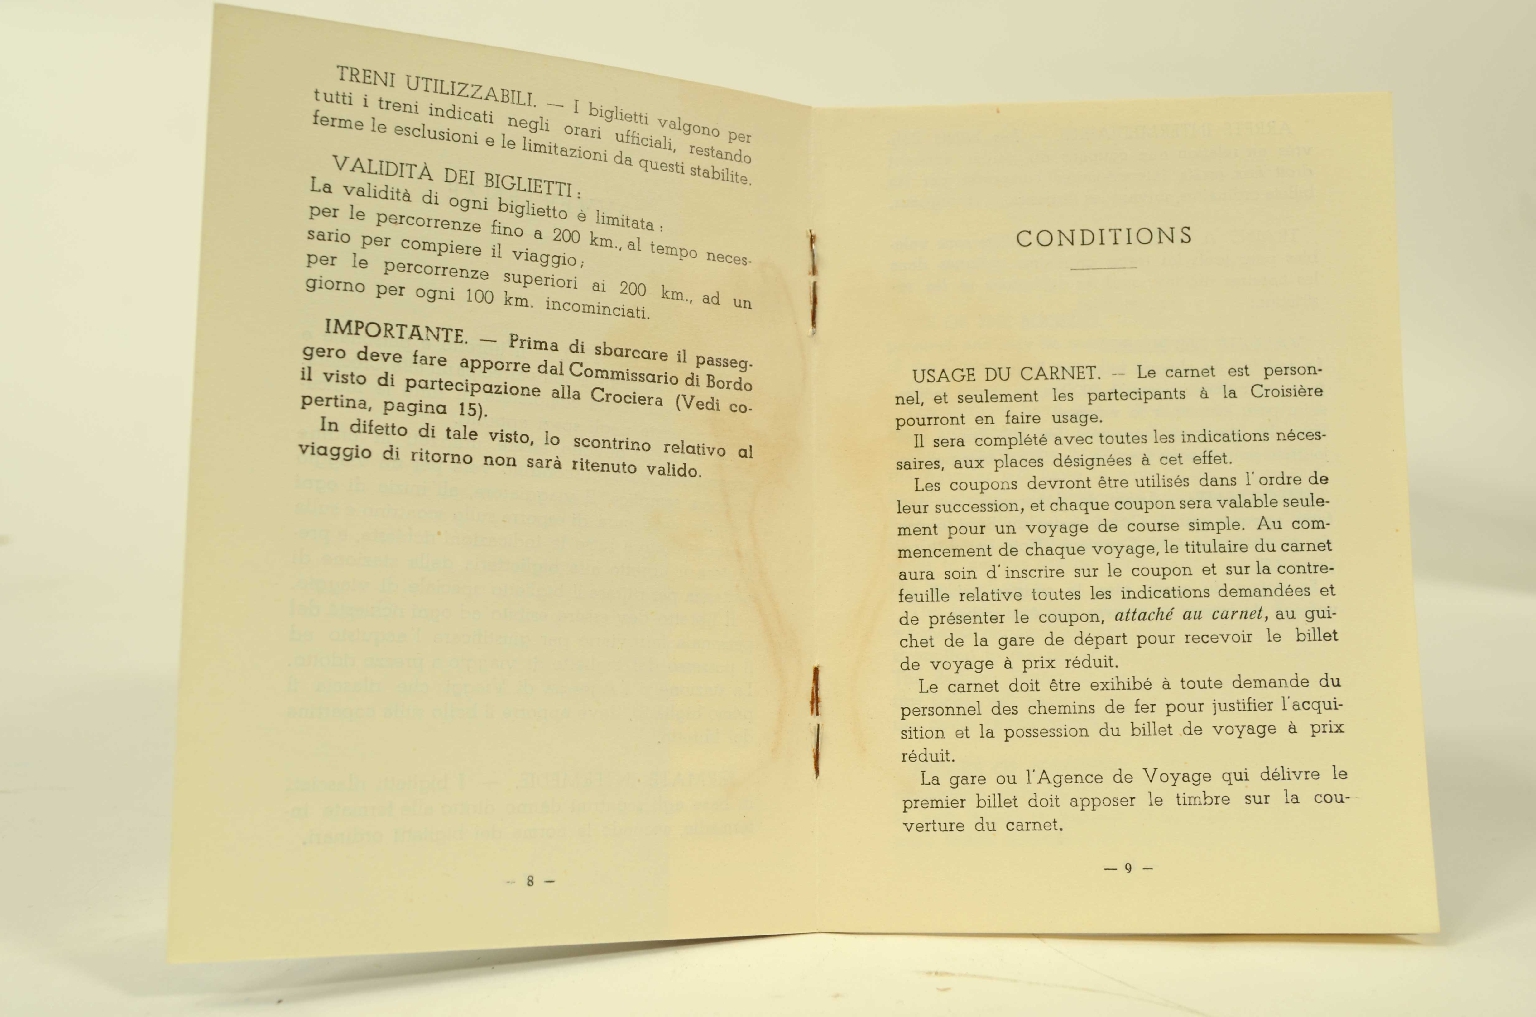 TRENI UTILIZZABILI. — I biglietti valgono per
tutti i treni indicati negli orari ufficiali, restando
ferme le esclusioni e le limitazioni da questi stabilite.
VALIDITÀ DEI BIGLIETTI :
La validità di ogni biglietto è limitata :
per le percorrenze fino a 200 km., al tempo neces-
sario per compiere il viaggio ;
per le percorrenze superiori ai 200 km., ad un
giorno per ogni 100 km. incominciati.
IMPORTANTE. — Prima di sbarcare il passeg-
gero deve fare apporre dal Commissario di Bordo
il visto di partecipazione alla Crociera (Vedi co-
pertina, pagina 15).
In difetto di tale visto, lo scontrino relativo al
viaggio di ritorno non sarà ritenuto valido.
— 8 —
CONDITIONS
USAGE DU CARNET. — Le carnet est person-
nel, et seulement les partecipants à la Croisière
pourront en faire usage.
Il sera complété avec toutes les indications néces-
saires, aux places désignées à cet effet.
Les coupons devront être utilisés dans l'ordre de
leur succession, et chaque coupon sera valable seule-
ment pour un voyage de course simple. Au com-
mencement de chaque voyage, le titulaire du carnet
aura soin d'inscrire sur le coupon et sur la contre-
feuille relative toutes les indications demandées et
de présenter le coupon, attaché au carnet, au gui-
chet de la gare de départ pour recevoir le billet
de voyage à prix réduit.
Le carnet doit être exihibé à toute demande du
personnel des chemins de fer pour justifier l'acqui-
sition et la possession du billet de voyage à prix
réduit.
La gare ou l'Agence de Voyage qui délivre le
premier billet doit apposer le timbre sur la cou-
verture du carnet.
— 9 —